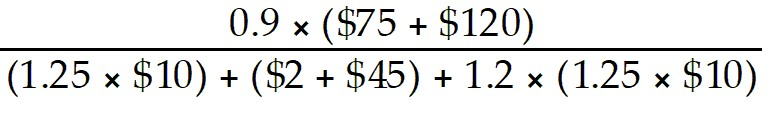 0.9 × ($75 + $120)
(1.25 × $10) + ($2 + $45) + 1.2 × (1.25 × $10)